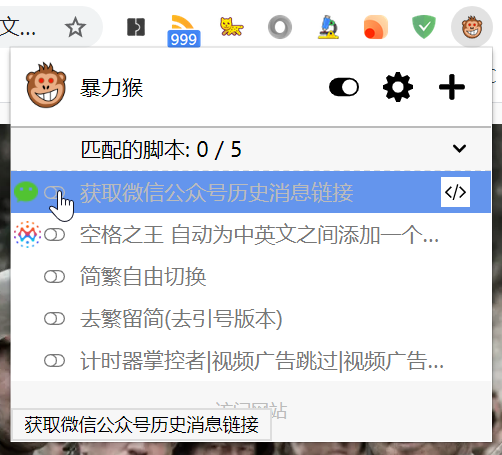 文...
999
暴力猴
匹配的脚本: 0 / 5
获取微信公众号历史消息链接
空格之王 自动为中英文之间添加一个...
简繁自由切换
去繁留简(去引号版本)
计时器掌控者|视频广告跳过|视频广告...
访问网站
获取微信公众号历史消息链接